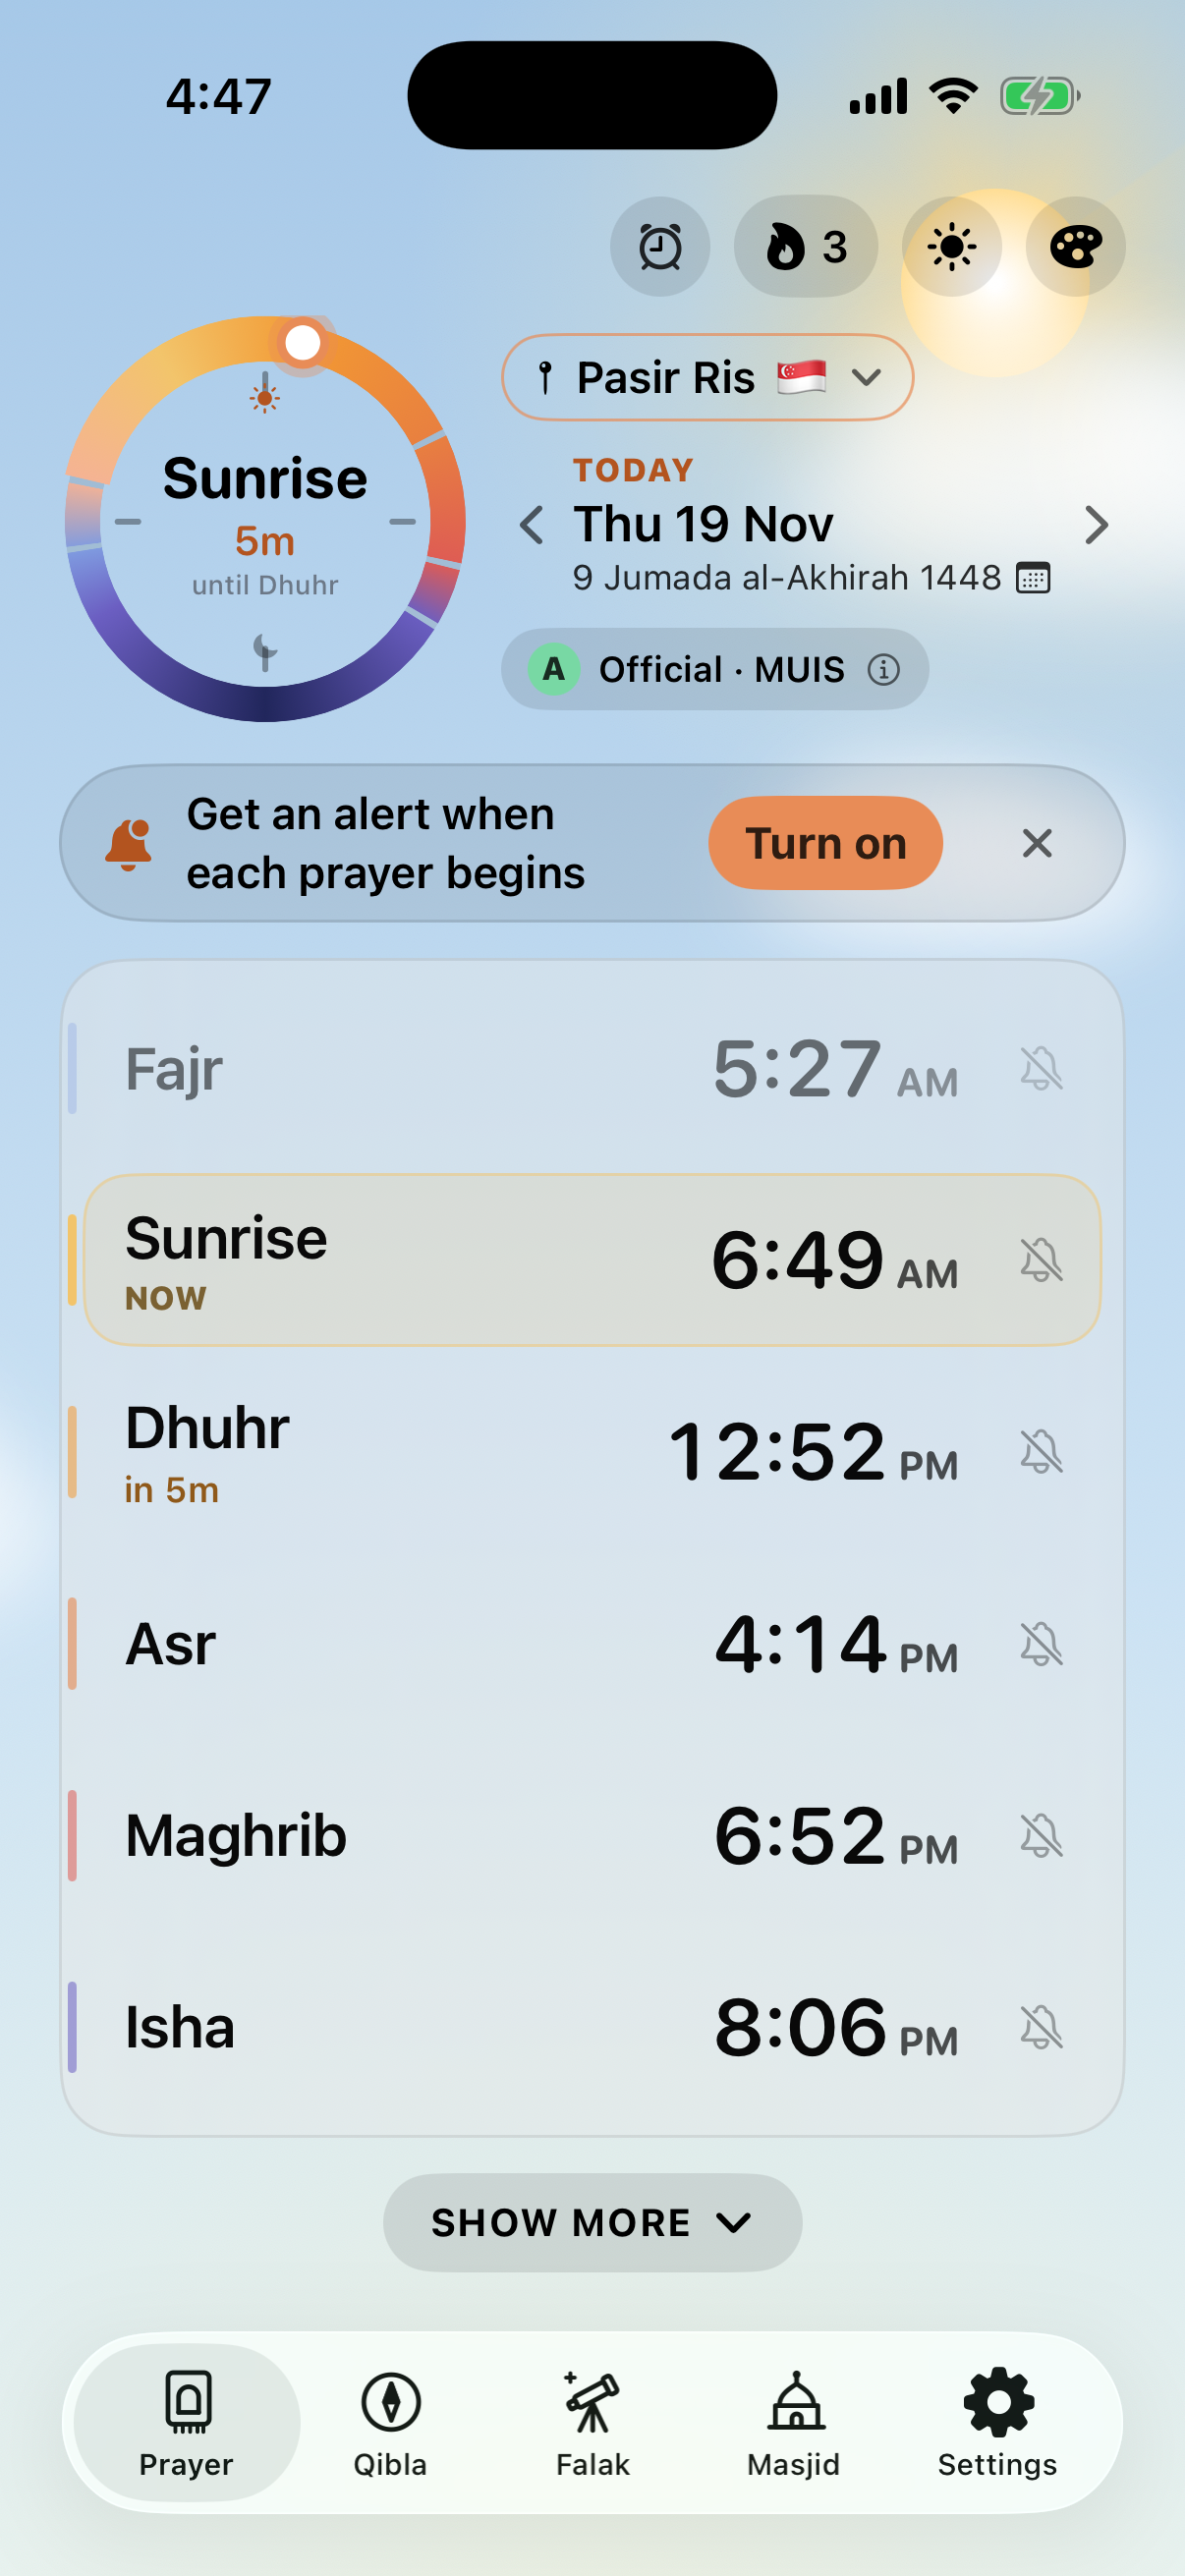 4:47
3
Pasir Ris 🇸🇬
TODAY
Thu 19 Nov
9 Jumada al-Akhirah 1448
A Official · MUIS
Sunrise
5m
until Dhuhr
Get an alert when
each prayer begins
Turn on
Fajr 5:27 AM
Sunrise 6:49 AM
NOW
Dhuhr 12:52 PM
in 5m
Asr 4:14 PM
Maghrib 6:52 PM
Isha 8:06 PM
SHOW MORE
Prayer Qibla Falak Masjid Settings